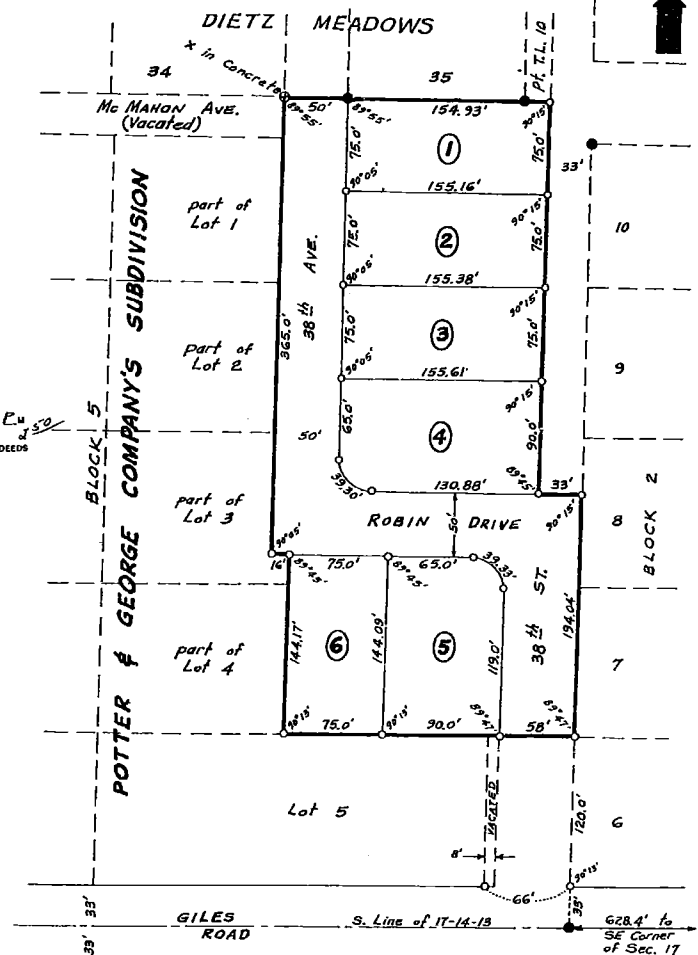 DIETZ MEADOWS
X in Concrete
34
35
Pt. T.L. 10
Mc MAHON AVE.
(Vacated)
50'
89°55'
89°55'
154.93'
90°15'
75.0'
1
75.0'
33'
90°05'
155.16'
90°15'
10
part of
Lot 1
38th AVE.
75.0'
2
75.0'
90°05'
155.38'
90°15'
POTTER & GEORGE COMPANY'S SUBDIVISION
BLOCK 5
365.0'
part of
Lot 2
75.0'
3
75.0'
9
90°05'
155.61'
90°15'
50'
65.0'
4
90.0'
DEEDS
39.30'
130.88'
89°45'
33'
90°15'
part of
Lot 3
ROBIN DRIVE
50'
8
BLOCK 2
90°05'
16'
89°45'
75.0'
89°45'
65.0'
39.33'
38th ST.
194.04'
part of
Lot 4
144.17'
6
144.09'
5
119.0'
7
90°13'
75.0'
90°13'
90.0'
89°47'
58'
89°47'
Lot 5
VACATED
120.0'
6
8'
66'
90°13'
33'
33'
GILES
ROAD
S. Line of 17-14-13
628.4' to
SE Corner
of Sec. 17